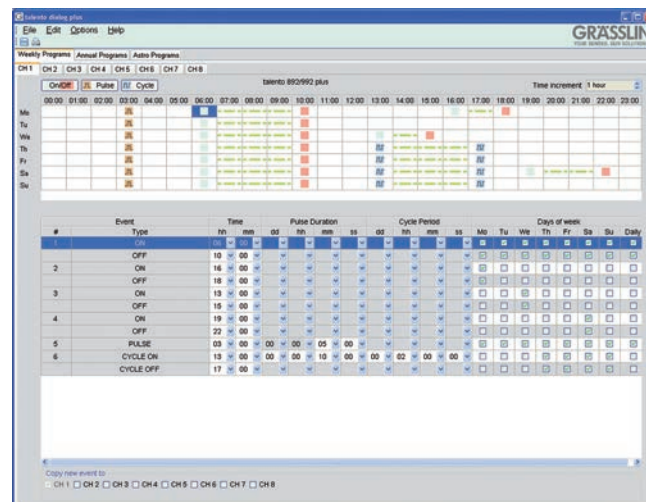 talento dialog plus
File Edit Options Help
GRÄSSLIN
Weekly Programs Annual Programs Astro Programs
CH 1 CH 2 CH 3 CH 4 CH 5 CH 6 CH 7 CH 8
On/Off Pulse Cycle talento 892/992 plus Time increment 1 hour
00:00 01:00 02:00 03:00 04:00 05:00 06:00 07:00 08:00 09:00 10:00 11:00 12:00 13:00 14:00 15:00 16:00 17:00 18:00 19:00 20:00 21:00 22:00 23:00
Mo
Tu
We
Th
Fr
Sa
Su
Event Time Pulse Duration Cycle Period Days of week
# Type hh mm dd hh mm ss dd hh mm ss Mo Tu We Th Fr Sa Su Daily
1 ON 06 00
OFF 10 00
2 ON 16 00
OFF 18 00
3 ON 13 00
OFF 15 00
4 ON 19 00
OFF 22 00
5 PULSE 03 00 00 00 05 00
6 CYCLE ON 13 00 00 00 10 00 00 02 00 00
CYCLE OFF 17 00
Copy new event to
CH 1 CH 2 CH 3 CH 4 CH 5 CH 6 CH 7 CH 8